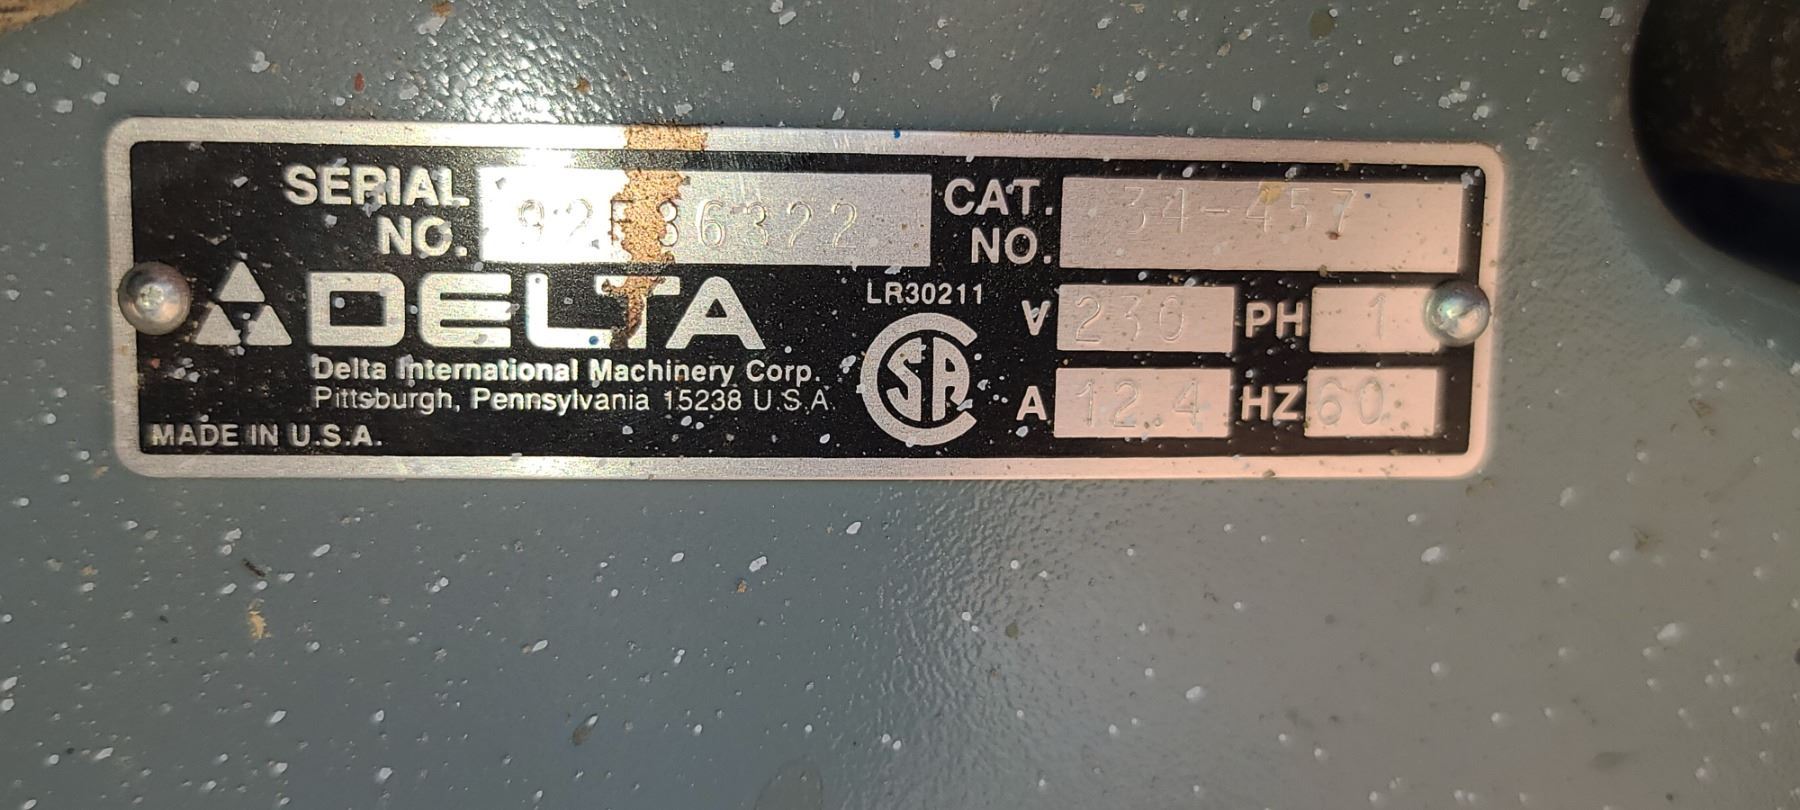 SERIAL NO. CAT. NO. 34-457
DELTA
LR30211
V 230 PH 1
Delta International Machinery Corp.
CSA
A 12.4 HZ 60
Pittsburgh, Pennsylvania 15238 U.S.A.
MADE IN U.S.A.